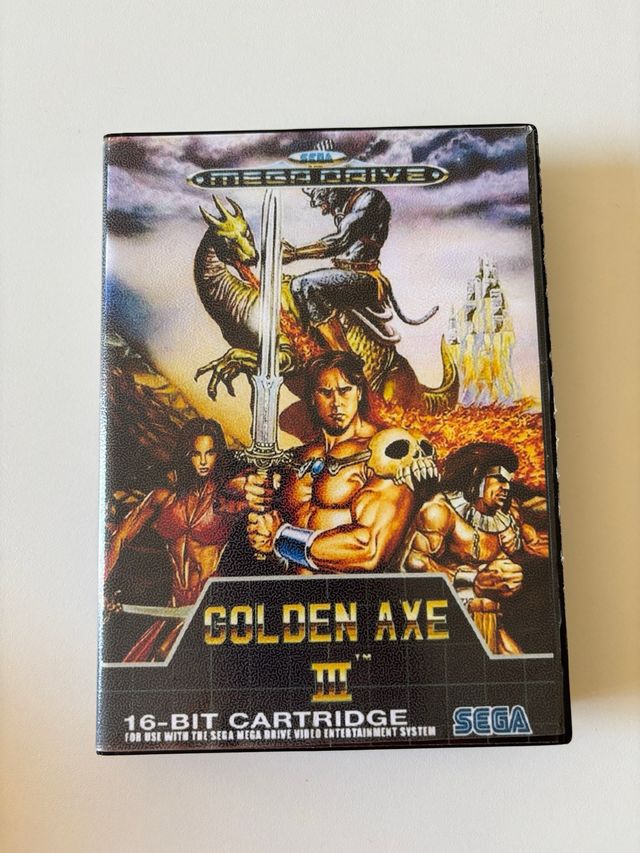 SEGA
MEGA DRIVE
GOLDEN AXE
III™
16-BIT CARTRIDGE
FOR USE WITH THE SEGA MEGA DRIVE VIDEO ENTERTAINMENT SYSTEM
SEGA